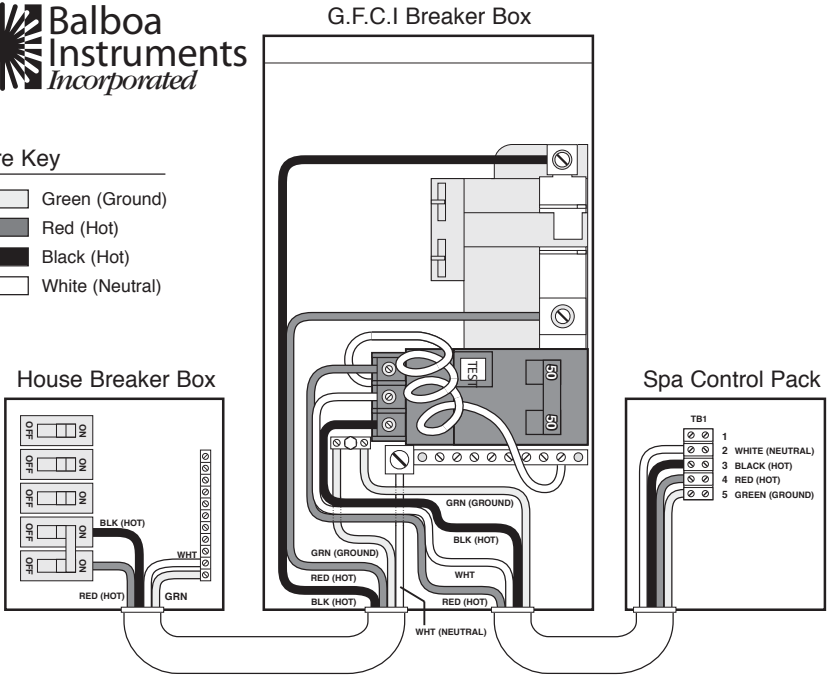 Balboa
Instruments
Incorporated
G.F.C.I Breaker Box
re Key
Green (Ground)
Red (Hot)
Black (Hot)
White (Neutral)
House Breaker Box
OFF ON
OFF ON
OFF ON
OFF ON
OFF ON
BLK (HOT)
WHT
RED (HOT)
GRN
TEST
50
50
GRN (GROUND)
BLK (HOT)
GRN (GROUND)
WHT
RED (HOT)
BLK (HOT)
RED (HOT)
WHT (NEUTRAL)
Spa Control Pack
TB1
1
2 WHITE (NEUTRAL)
3 BLACK (HOT)
4 RED (HOT)
5 GREEN (GROUND)